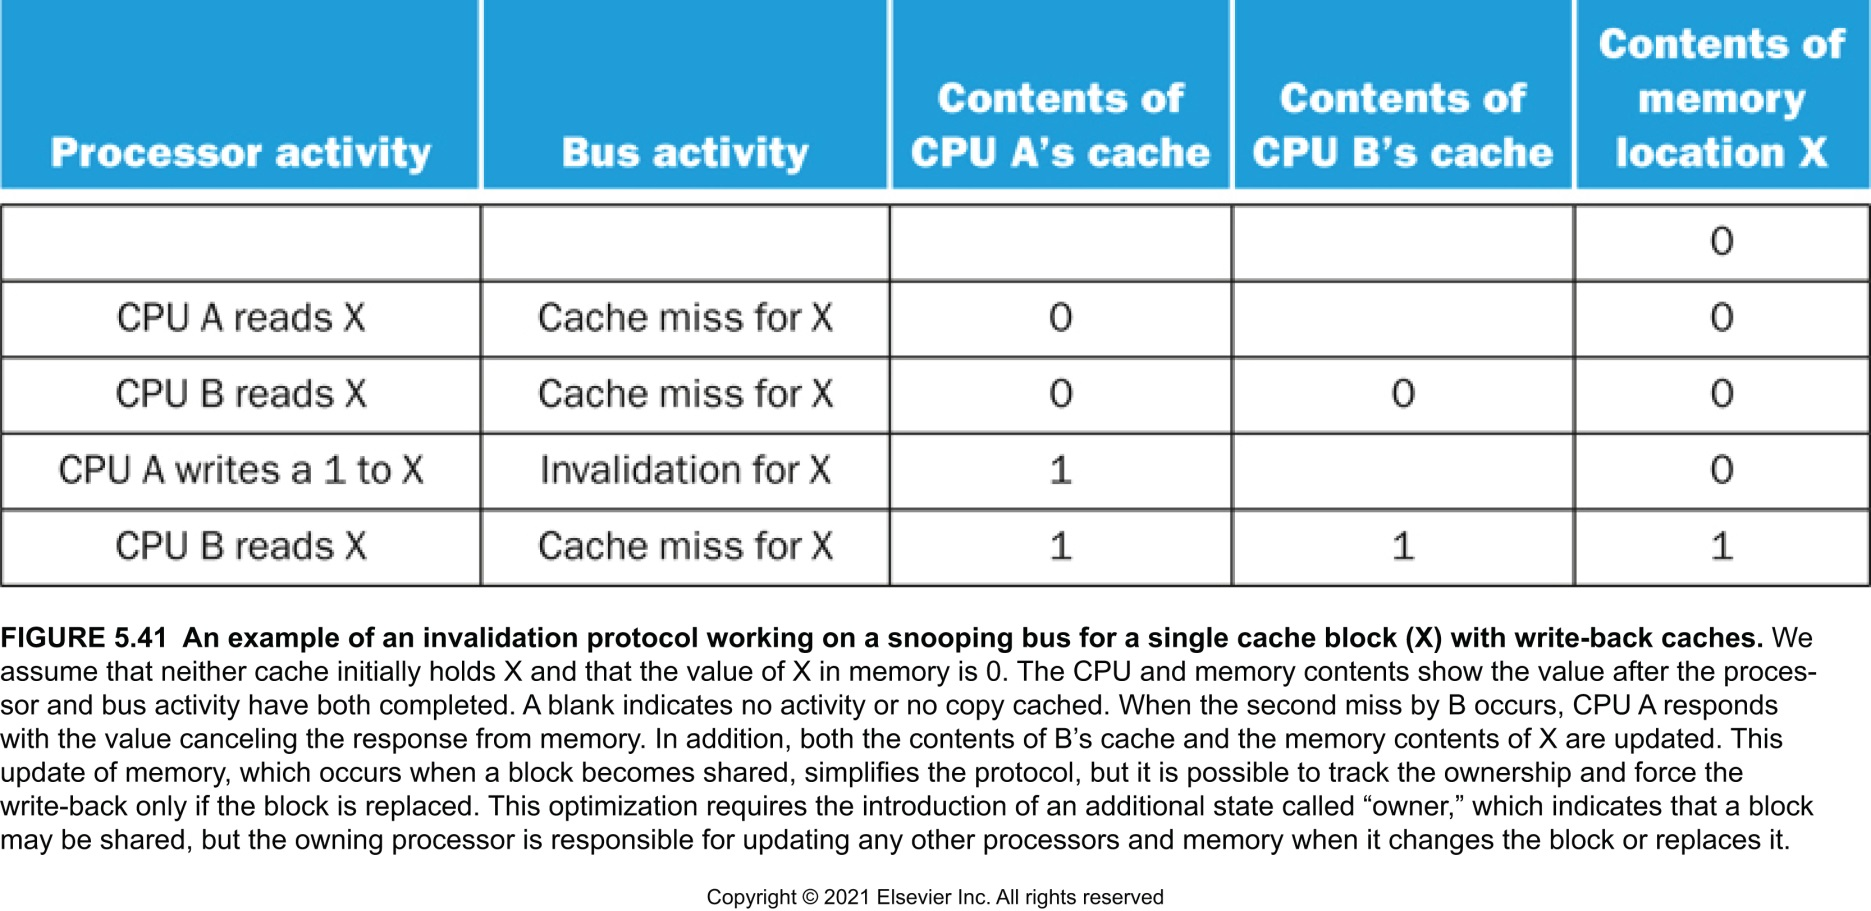 Processor activity Bus activity Contents of CPU A’s cache Contents of CPU B’s cache Contents of memory location X
0
CPU A reads X Cache miss for X 0 0
CPU B reads X Cache miss for X 0 0 0
CPU A writes a 1 to X Invalidation for X 1 0
CPU B reads X Cache miss for X 1 1 1
FIGURE 5.41 An example of an invalidation protocol working on a snooping bus for a single cache block (X) with write-back caches. We
assume that neither cache initially holds X and that the value of X in memory is 0. The CPU and memory contents show the value after the proces-
sor and bus activity have both completed. A blank indicates no activity or no copy cached. When the second miss by B occurs, CPU A responds
with the value canceling the response from memory. In addition, both the contents of B’s cache and the memory contents of X are updated. This
update of memory, which occurs when a block becomes shared, simplifies the protocol, but it is possible to track the ownership and force the
write-back only if the block is replaced. This optimization requires the introduction of an additional state called “owner,” which indicates that a block
may be shared, but the owning processor is responsible for updating any other processors and memory when it changes the block or replaces it.
Copyright © 2021 Elsevier Inc. All rights reserved